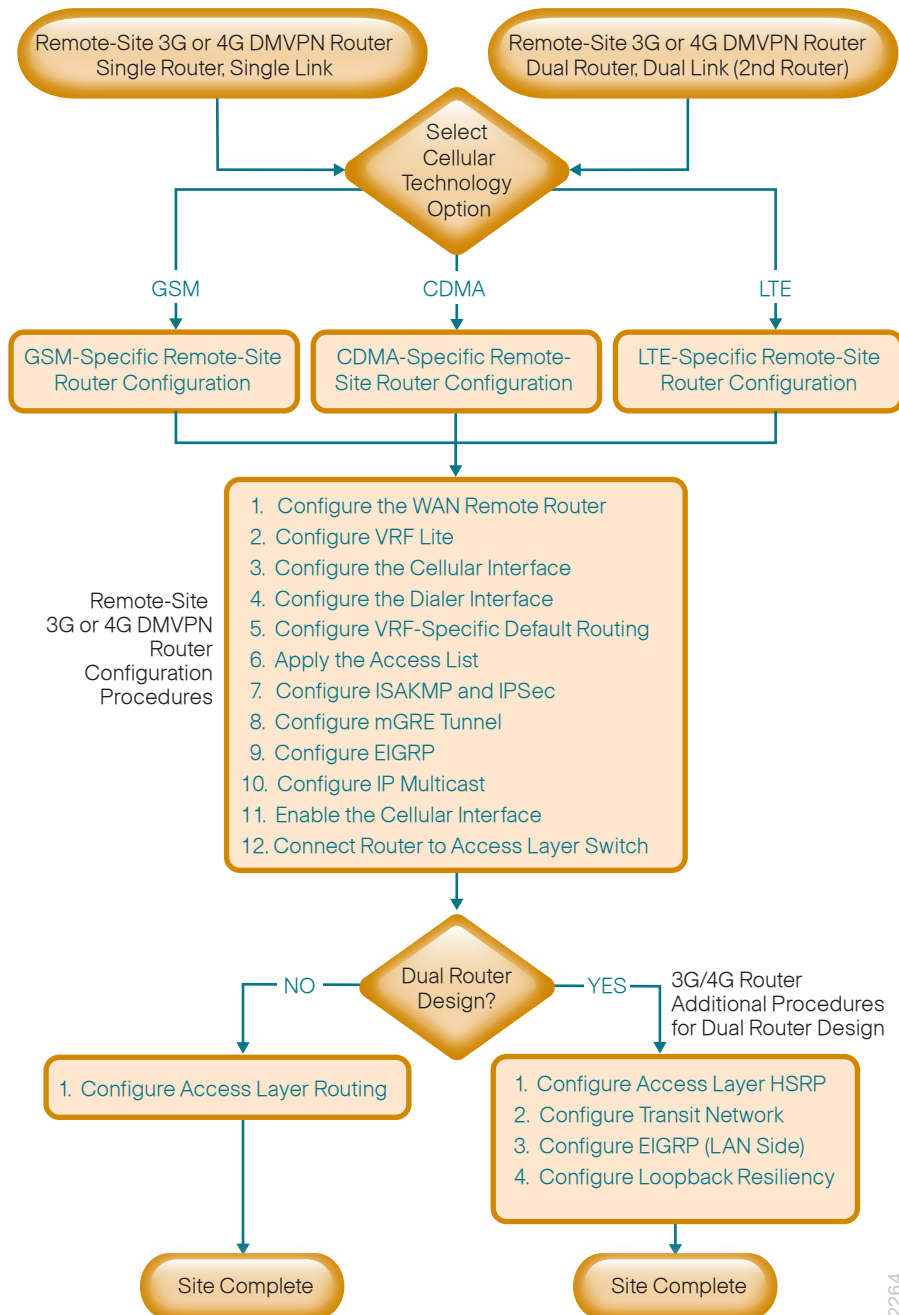 Remote-Site 3G or 4G DMVPN Router
Single Router, Single Link
Remote-Site 3G or 4G DMVPN Router
Dual Router, Dual Link (2nd Router)
Select
Cellular
Technology
Option
GSM
CDMA
LTE
GSM-Specific Remote-Site
Router Configuration
CDMA-Specific Remote-
Site Router Configuration
LTE-Specific Remote-Site
Router Configuration
Remote-Site
3G or 4G DMVPN
Router
Configuration
Procedures
1. Configure the WAN Remote Router
2. Configure VRF Lite
3. Configure the Cellular Interface
4. Configure the Dialer Interface
5. Configure VRF-Specific Default Routing
6. Apply the Access List
7. Configure ISAKMP and IPSec
8. Configure mGRE Tunnel
9. Configure EIGRP
10. Configure IP Multicast
11. Enable the Cellular Interface
12. Connect Router to Access Layer Switch
Dual Router
Design?
NO
YES
3G/4G Router
Additional Procedures
for Dual Router Design
1. Configure Access Layer Routing
1. Configure Access Layer HSRP
2. Configure Transit Network
3. Configure EIGRP (LAN Side)
4. Configure Loopback Resiliency
Site Complete
Site Complete
2264